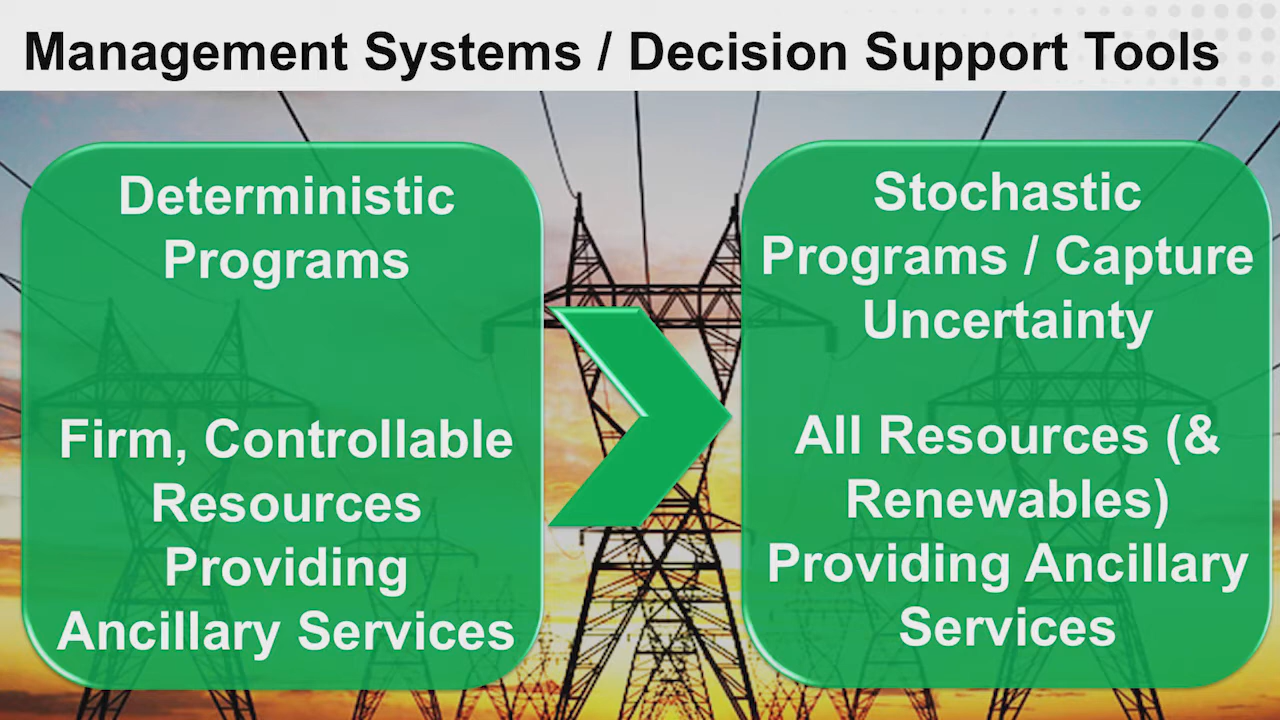 Management Systems / Decision Support Tools
Deterministic
Programs
Firm, Controllable
Resources
Providing
Ancillary Services
Stochastic
Programs / Capture
Uncertainty
All Resources (&
Renewables)
Providing Ancillary
Services